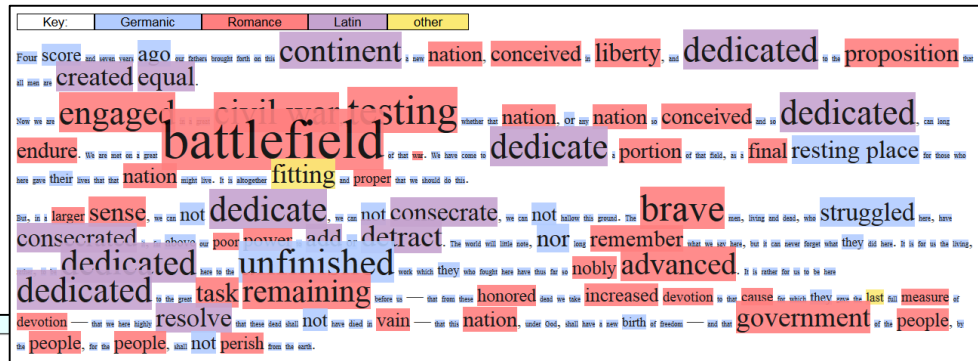 Key: Germanic Romance Latin other
Four score and seven years ago our fathers brought forth on this continent a new nation, conceived in liberty, and dedicated to the proposition that
all men are created equal.
Now we are engaged civil war testing whether that nation, or any nation so conceived and so dedicated, can long
battlefield
endure. We are met on a great of that war. We have come to dedicate a portion of that field, as a final resting place for those who
here gave their lives that that nation might live. It is altogether fitting and proper that we should do this.
But, in a larger sense, we can not dedicate, we can not consecrate, we can not hallow this ground. The brave men, living and dead, who struggled here, have
consecrated above our poor power add detract. The world will little note, nor long remember what we say here, but it can never forget what they did here. It is for us the living,
dedicated here to the unfinished work which they who fought here have thus far so nobly advanced. It is rather for us to be here
dedicated to the great task remaining before us — that from these honored dead we take increased devotion to that cause for which they gave the last full measure of
devotion — that we here highly resolve that these dead shall not have died in vain — that this nation, under God, shall have a new birth of freedom — and that government of the people, by
the people, for the people, shall not perish from the earth.